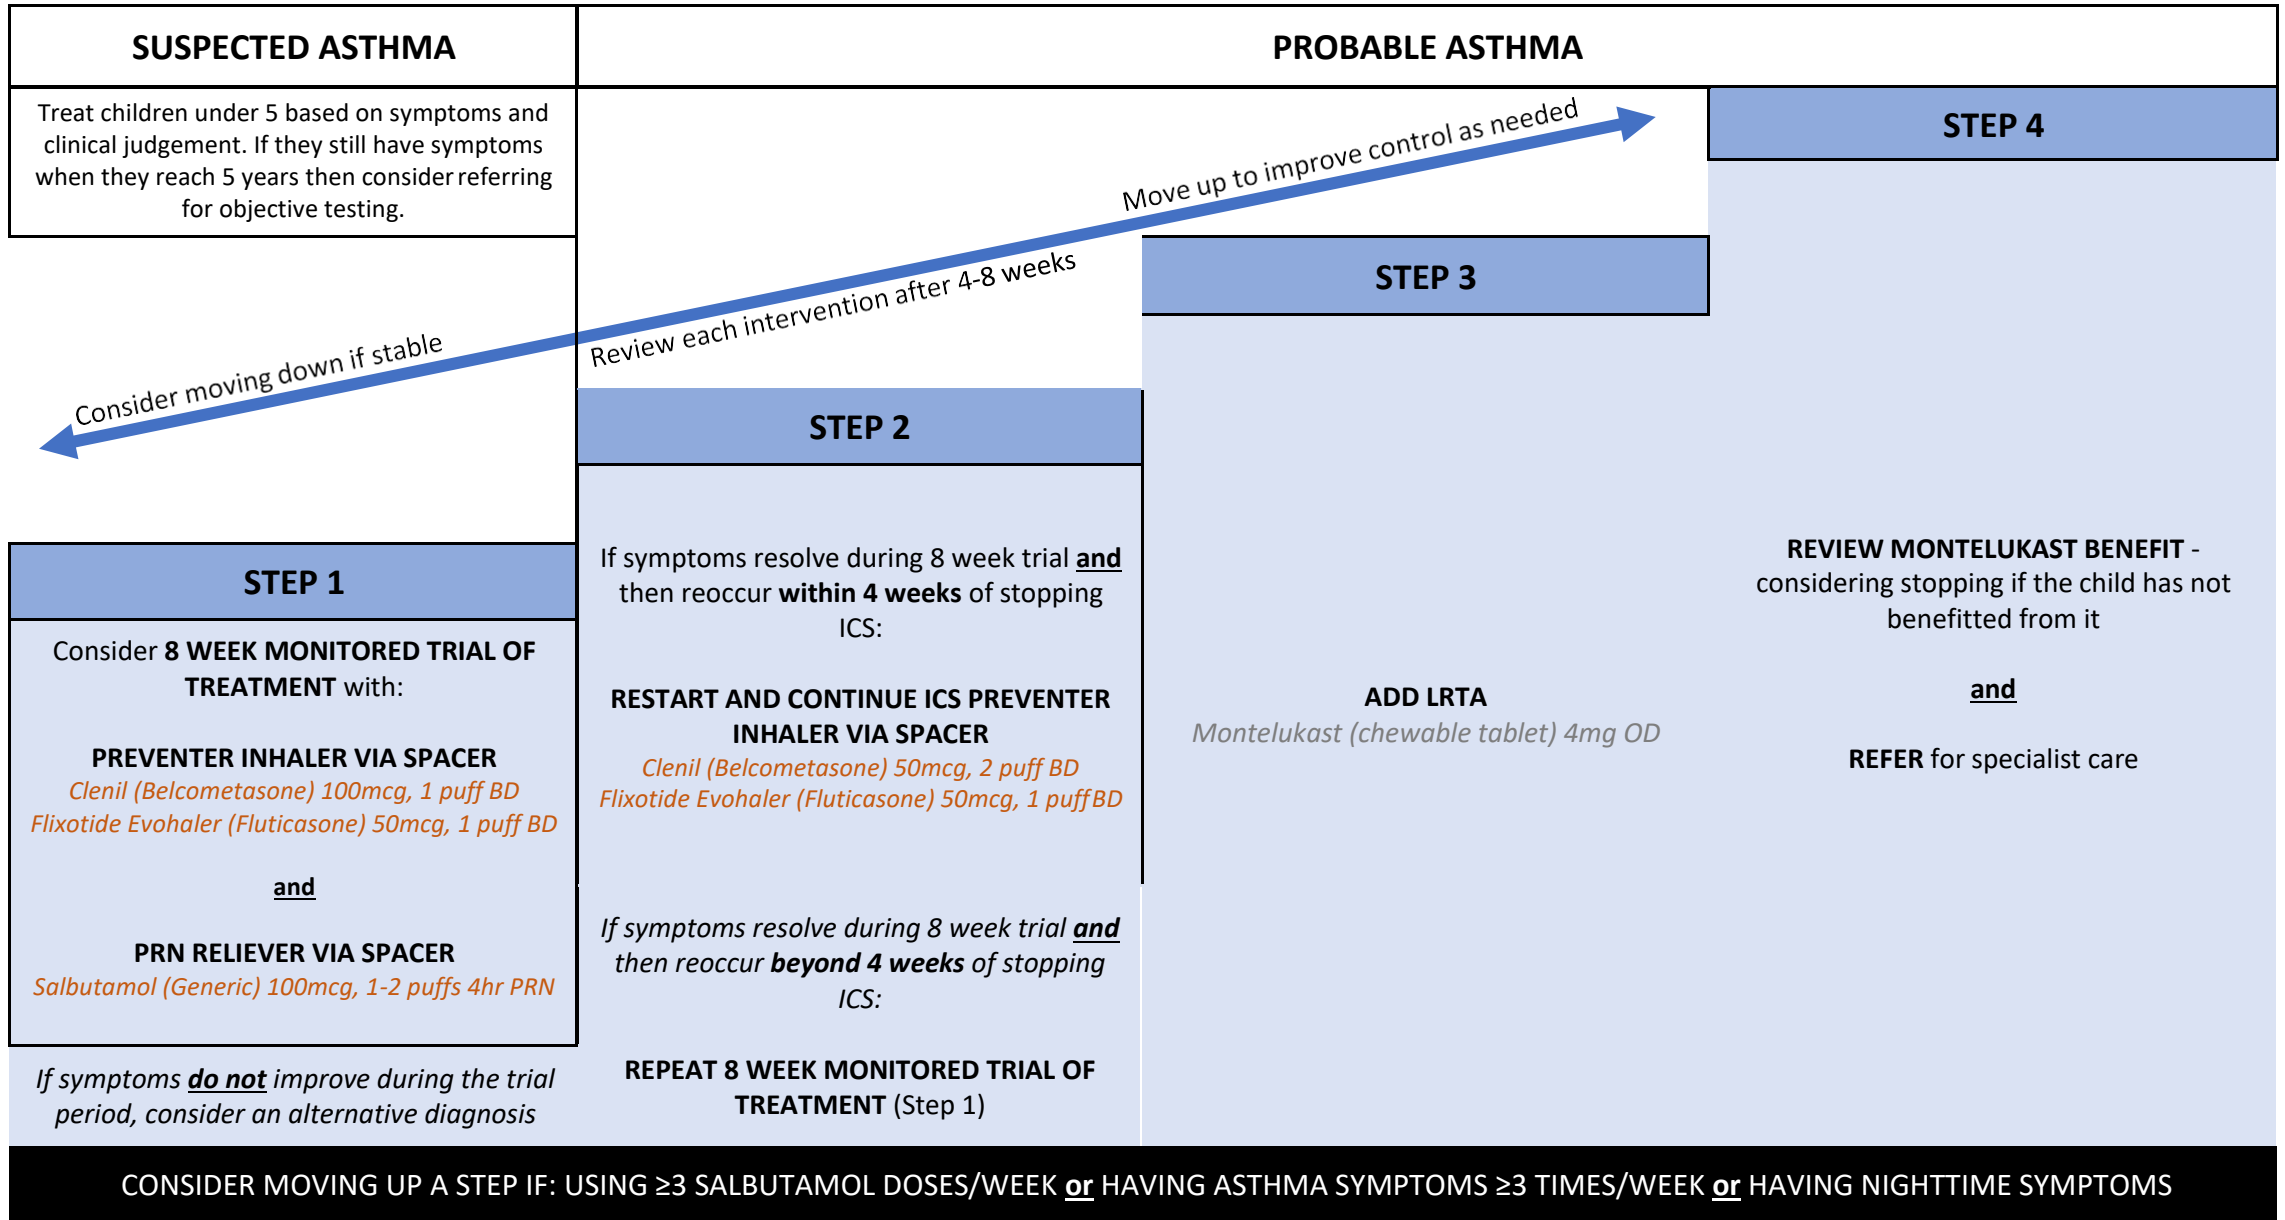 SUSPECTED ASTHMA
PROBABLE ASTHMA
Treat children under 5 based on symptoms and
clinical judgement. If they still have symptoms
when they reach 5 years then consider referring
for objective testing.
Consider moving down if stable
Review each intervention after 4-8 weeks
Move up to improve control as needed
STEP 1
Consider 8 WEEK MONITORED TRIAL OF
TREATMENT with:
PREVENTER INHALER VIA SPACER
Clenil (Belcometasone) 100mcg, 1 puff BD
Flixotide Evohaler (Fluticasone) 50mcg, 1 puff BD
and
PRN RELIEVER VIA SPACER
Salbutamol (Generic) 100mcg, 1-2 puffs 4hr PRN
If symptoms do not improve during the trial
period, consider an alternative diagnosis
STEP 2
If symptoms resolve during 8 week trial and
then reoccur within 4 weeks of stopping
ICS:
RESTART AND CONTINUE ICS PREVENTER
INHALER VIA SPACER
Clenil (Belcometasone) 50mcg, 2 puff BD
Flixotide Evohaler (Fluticasone) 50mcg, 1 puff BD
If symptoms resolve during 8 week trial and
then reoccur beyond 4 weeks of stopping
ICS:
REPEAT 8 WEEK MONITORED TRIAL OF
TREATMENT (Step 1)
STEP 3
ADD LRTA
Montelukast (chewable tablet) 4mg OD
STEP 4
REVIEW MONTELUKAST BENEFIT -
considering stopping if the child has not
benefitted from it
and
REFER for specialist care
CONSIDER MOVING UP A STEP IF: USING ≥3 SALBUTAMOL DOSES/WEEK or HAVING ASTHMA SYMPTOMS ≥3 TIMES/WEEK or HAVING NIGHTTIME SYMPTOMS